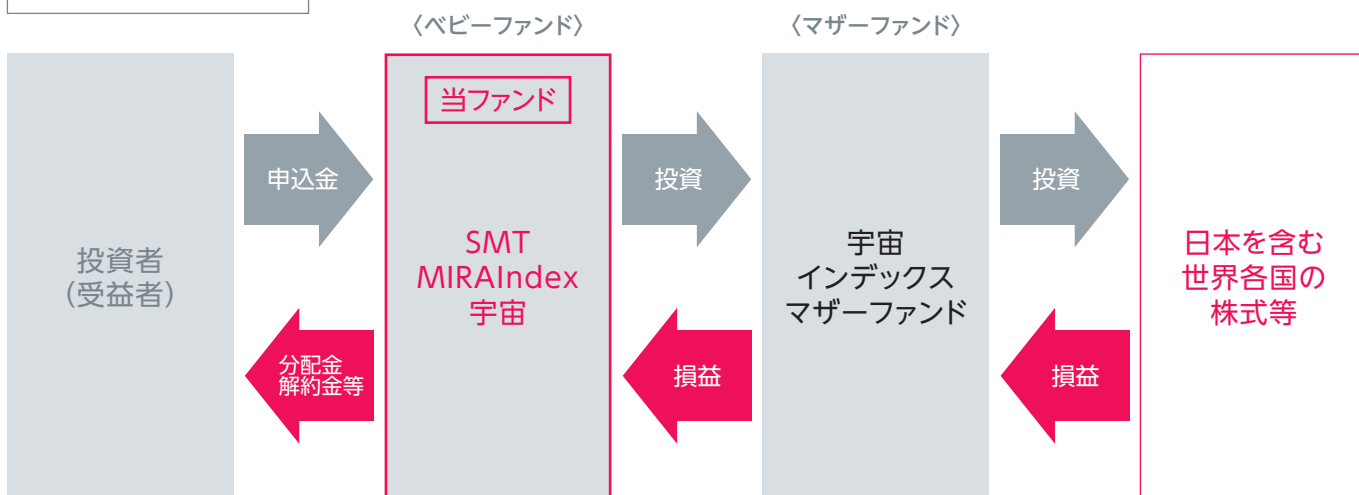 〈ベビーファンド〉
〈マザーファンド〉
投資者
(受益者)
申込金
分配金
解約金等
当ファンド
SMT
MIRAIndex
宇宙
投資
損益
宇宙
インデックス
マザーファンド
投資
損益
日本を含む
世界各国の
株式等